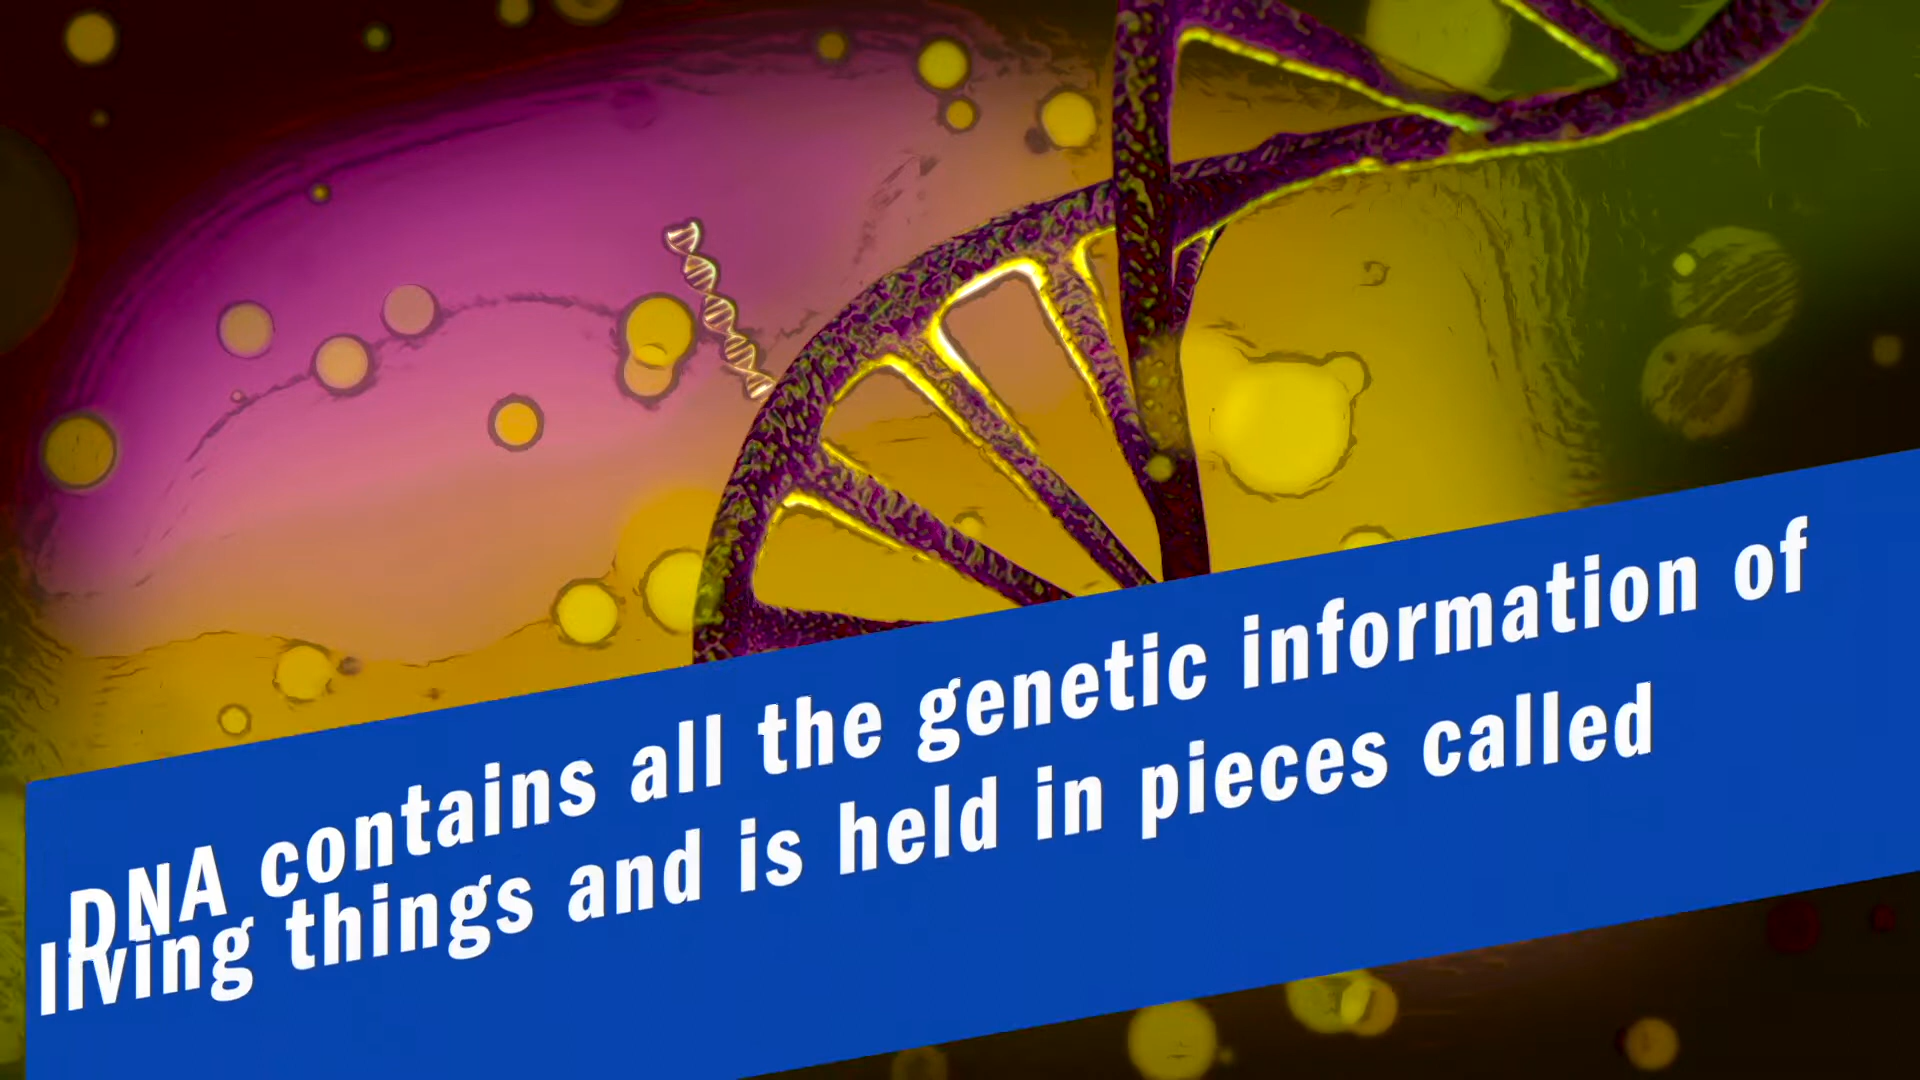 DNA contains all the genetic information of
living things and is held in pieces called